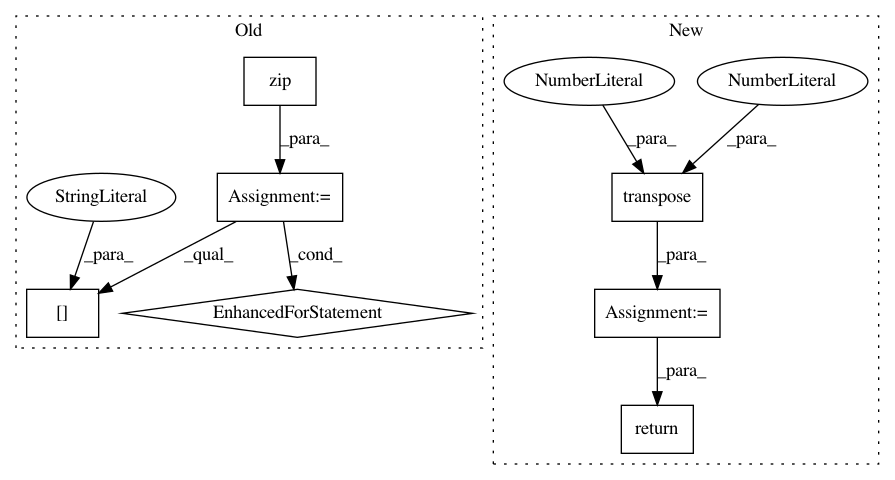 Old
New
zip
NumberLiteral
NumberLiteral
_para_
_para_
_para_
StringLiteral
Assignment:=
transpose
_para_
_qual_
_cond_
_para_
[]
EnhancedForStatement
Assignment:=
_para_
return